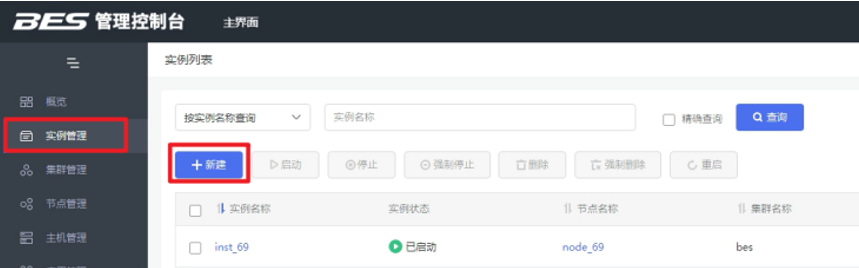 BES 管理控制台 主界面
实例列表
概览
实例管理
集群管理
节点管理
主机管理
按实例名称查询 实例名称 精确查询 查询
新建 启动 停止 强制停止 删除 强制删除 重启
实例名称 实例状态 节点名称 集群名称
inst_69 已启动 node_69 bes